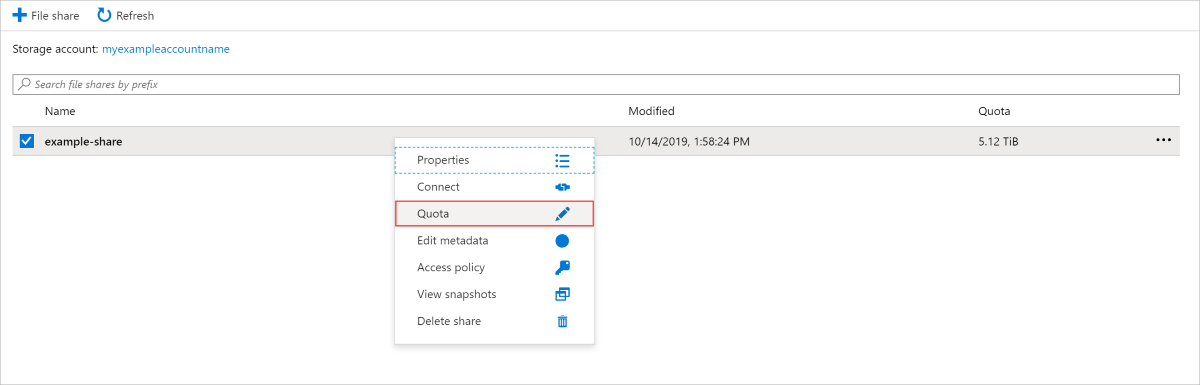 File share Refresh
Storage account: myexampleaccountname
Search file shares by prefix
Name Modified Quota
example-share 10/14/2019, 1:58:24 PM 5.12 TiB
Properties
Connect
Quota
Edit metadata
Access policy
View snapshots
Delete share